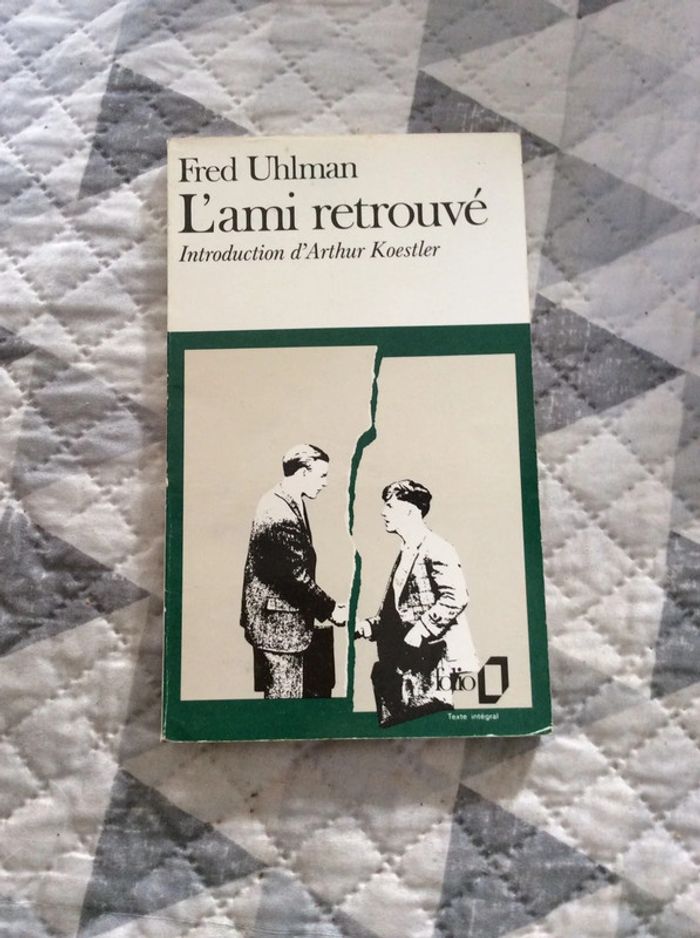 Fred Uhlman
L'ami retrouvé
Introduction d'Arthur Koestler
folio
Texte intégral